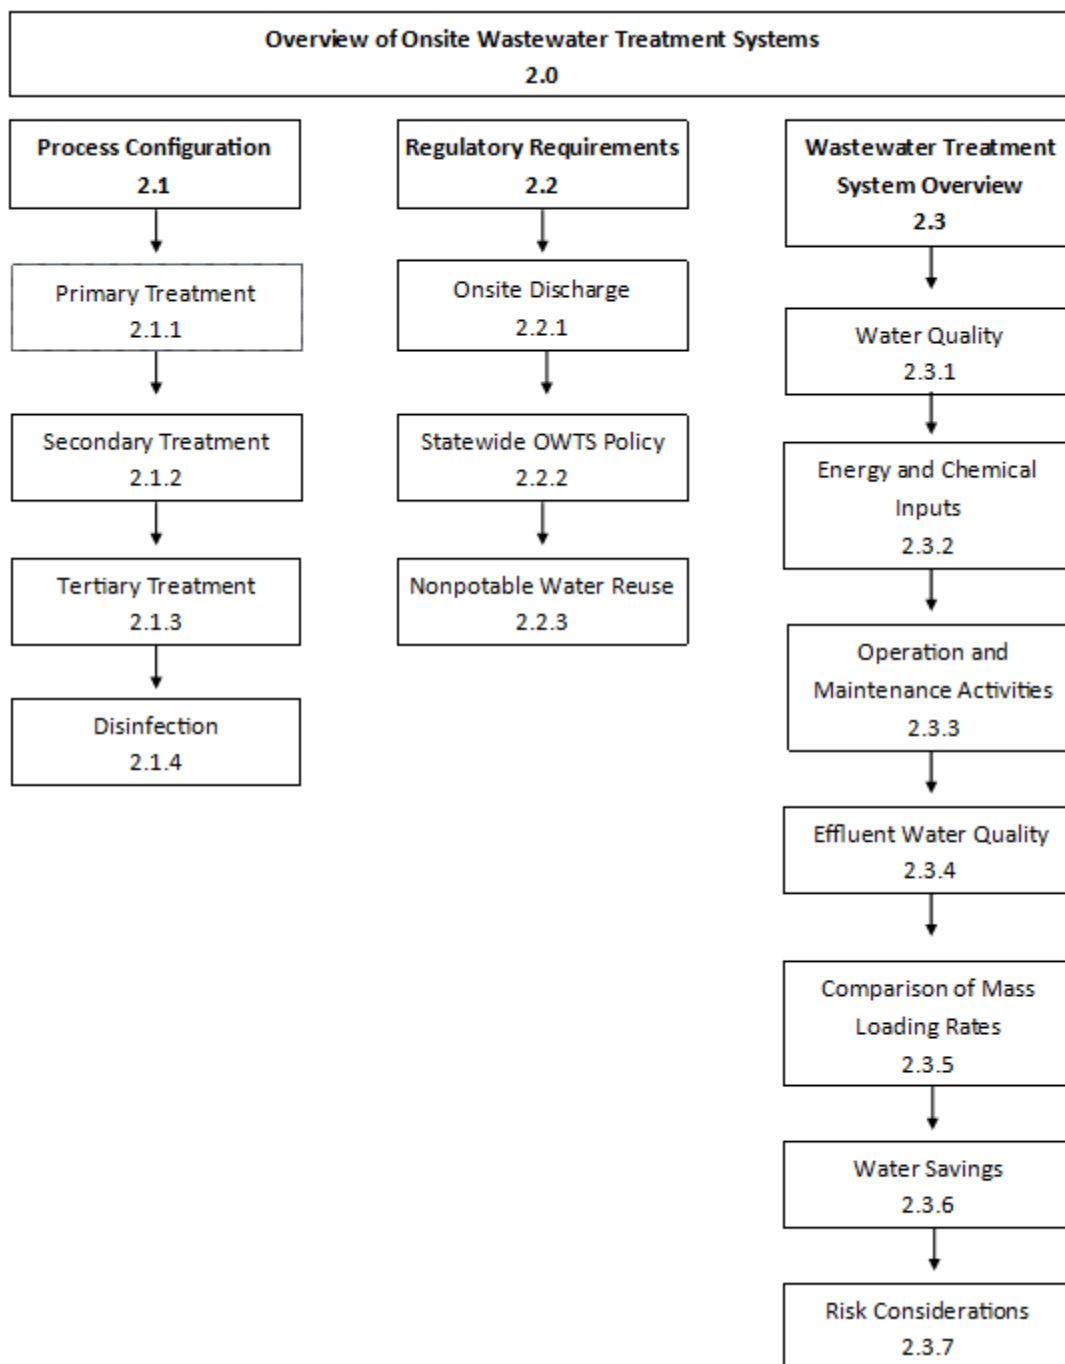 Overview of Onsite Wastewater Treatment Systems
2.0
Process Configuration
2.1
Primary Treatment
2.1.1
Secondary Treatment
2.1.2
Tertiary Treatment
2.1.3
Disinfection
2.1.4
Regulatory Requirements
2.2
Onsite Discharge
2.2.1
Statewide OWTS Policy
2.2.2
Nonpotable Water Reuse
2.2.3
Wastewater Treatment
System Overview
2.3
Water Quality
2.3.1
Energy and Chemical
Inputs
2.3.2
Operation and
Maintenance Activities
2.3.3
Effluent Water Quality
2.3.4
Comparison of Mass
Loading Rates
2.3.5
Water Savings
2.3.6
Risk Considerations
2.3.7